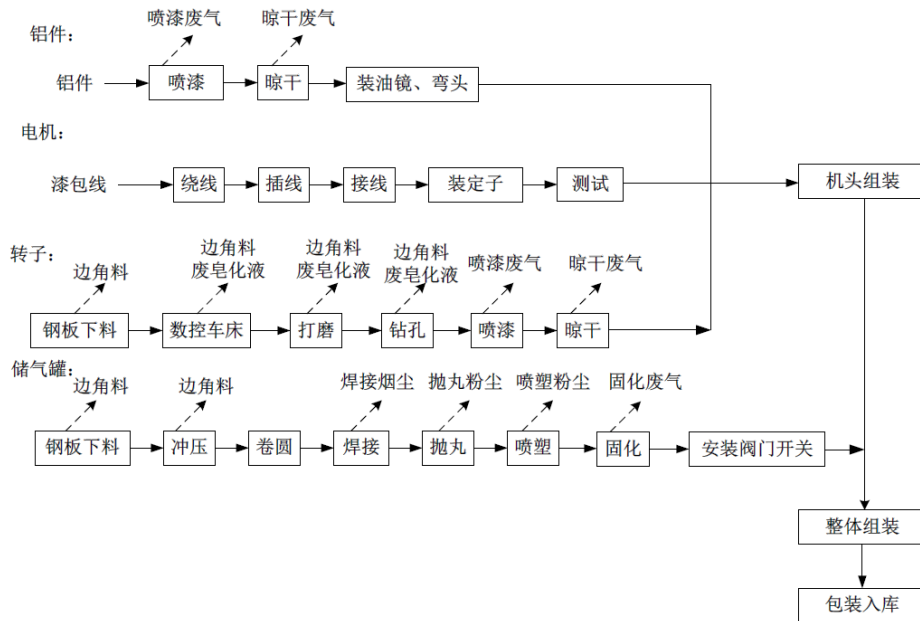 铝件：
喷漆废气
晾干废气
铝件
喷漆
晾干
装油镜、弯头
电机：
漆包线
绕线
插线
接线
装定子
测试
机头组装
转子：
边角料
边角料
废皂化液
边角料
废皂化液
边角料
废皂化液
喷漆废气
晾干废气
钢板下料
数控车床
打磨
钻孔
喷漆
晾干
储气罐：
边角料
边角料
焊接烟尘
抛丸粉尘
喷塑粉尘
固化废气
钢板下料
冲压
卷圆
焊接
抛丸
喷塑
固化
安装阀门开关
整体组装
包装入库